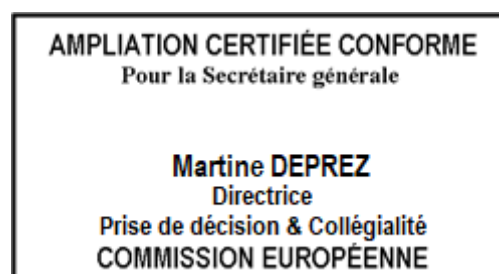 AMPLIATION CERTIFIÉE CONFORME
Pour la Secrétaire générale
Martine DEPREZ
Directrice
Prise de décision & Collégialité
COMMISSION EUROPÉENNE